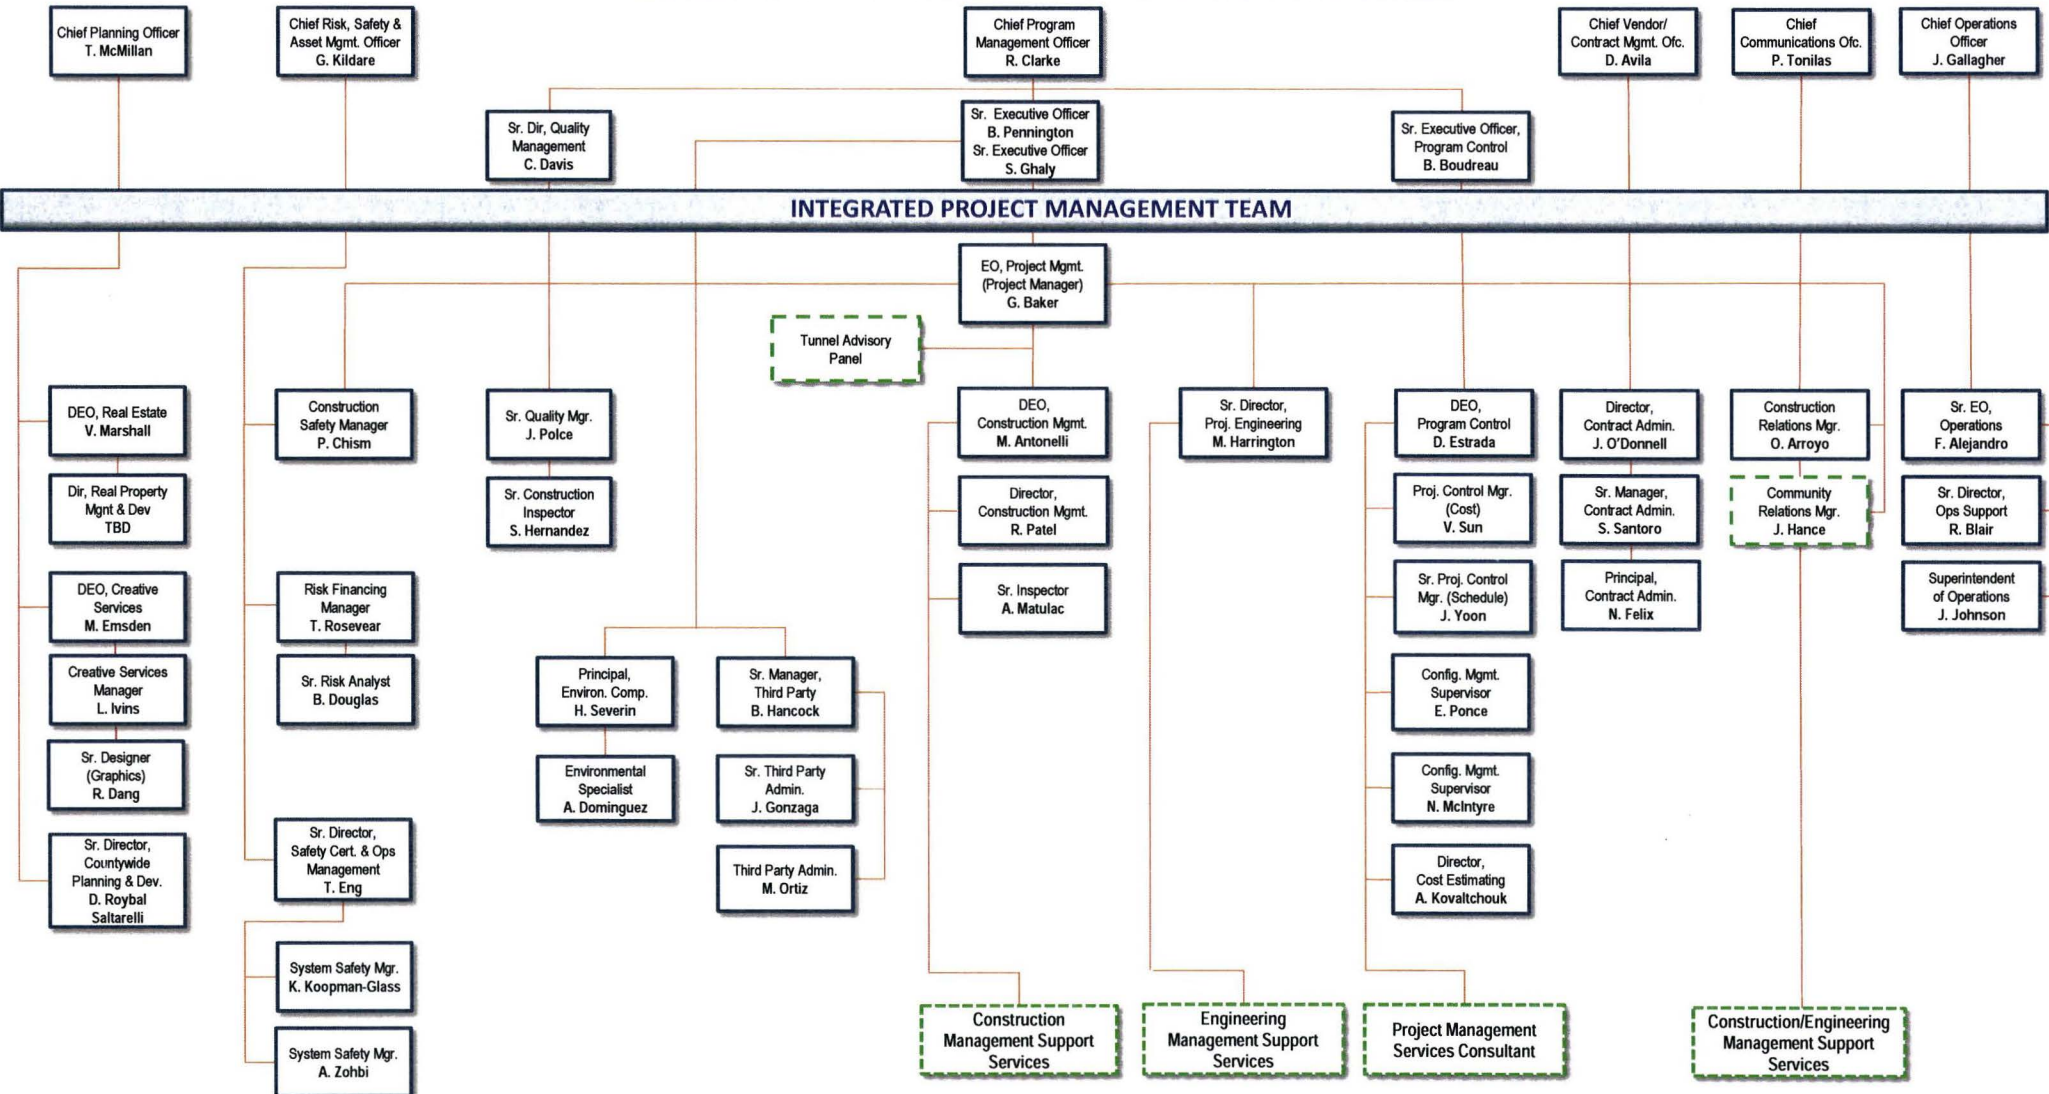 Chief Planning Officer
T. McMillan
Chief Risk, Safety &
Asset Mgmt. Officer
G. Kildare
Chief Program
Management Officer
R. Clarke
Chief Vendor/
Contract Mgmt. Ofc.
D. Avila
Chief
Communications Ofc.
P. Tonilas
Chief Operations
Officer
J. Gallagher
Sr. Dir, Quality
Management
C. Davis
Sr. Executive Officer
B. Pennington
Sr. Executive Officer
S. Ghaly
Sr. Executive Officer,
Program Control
B. Boudreau
INTEGRATED PROJECT MANAGEMENT TEAM
EO, Project Mgmt.
(Project Manager)
G. Baker
Tunnel Advisory
Panel
DEO, Real Estate
V. Marshall
Dir, Real Property
Mgnt & Dev
TBD
DEO, Creative
Services
M. Emsden
Creative Services
Manager
L. Ivins
Sr. Designer
(Graphics)
R. Dang
Sr. Director,
Countywide
Planning & Dev.
D. Roybal
Saltarelli
Construction
Safety Manager
P. Chism
Risk Financing
Manager
T. Rosevear
Sr. Risk Analyst
B. Douglas
Sr. Director,
Safety Cert. & Ops
Management
T. Eng
System Safety Mgr.
K. Koopman-Glass
System Safety Mgr.
A. Zohbi
Sr. Quality Mgr.
J. Polce
Sr. Construction
Inspector
S. Hernandez
Principal,
Environ. Comp.
H. Severin
Environmental
Specialist
A. Dominguez
Sr. Manager,
Third Party
B. Hancock
Sr. Third Party
Admin.
J. Gonzaga
Third Party Admin.
M. Ortiz
DEO,
Construction Mgmt.
M. Antonelli
Director,
Construction Mgmt.
R. Patel
Sr. Inspector
A. Matulac
Construction
Management Support
Services
Sr. Director,
Proj. Engineering
M. Harrington
Engineering
Management Support
Services
DEO,
Program Control
D. Estrada
Proj. Control Mgr.
(Cost)
V. Sun
Sr. Proj. Control
Mgr. (Schedule)
J. Yoon
Config. Mgmt.
Supervisor
E. Ponce
Config. Mgmt.
Supervisor
N. McIntyre
Director,
Cost Estimating
A. Kovaltchouk
Project Management
Services Consultant
Director,
Contract Admin.
J. O'Donnell
Sr. Manager,
Contract Admin.
S. Santoro
Principal,
Contract Admin.
N. Felix
Construction
Relations Mgr.
O. Arroyo
Community
Relations Mgr.
J. Hance
Construction/Engineering
Management Support
Services
Sr. EO,
Operations
F. Alejandro
Sr. Director,
Ops Support
R. Blair
Superintendent
of Operations
J. Johnson